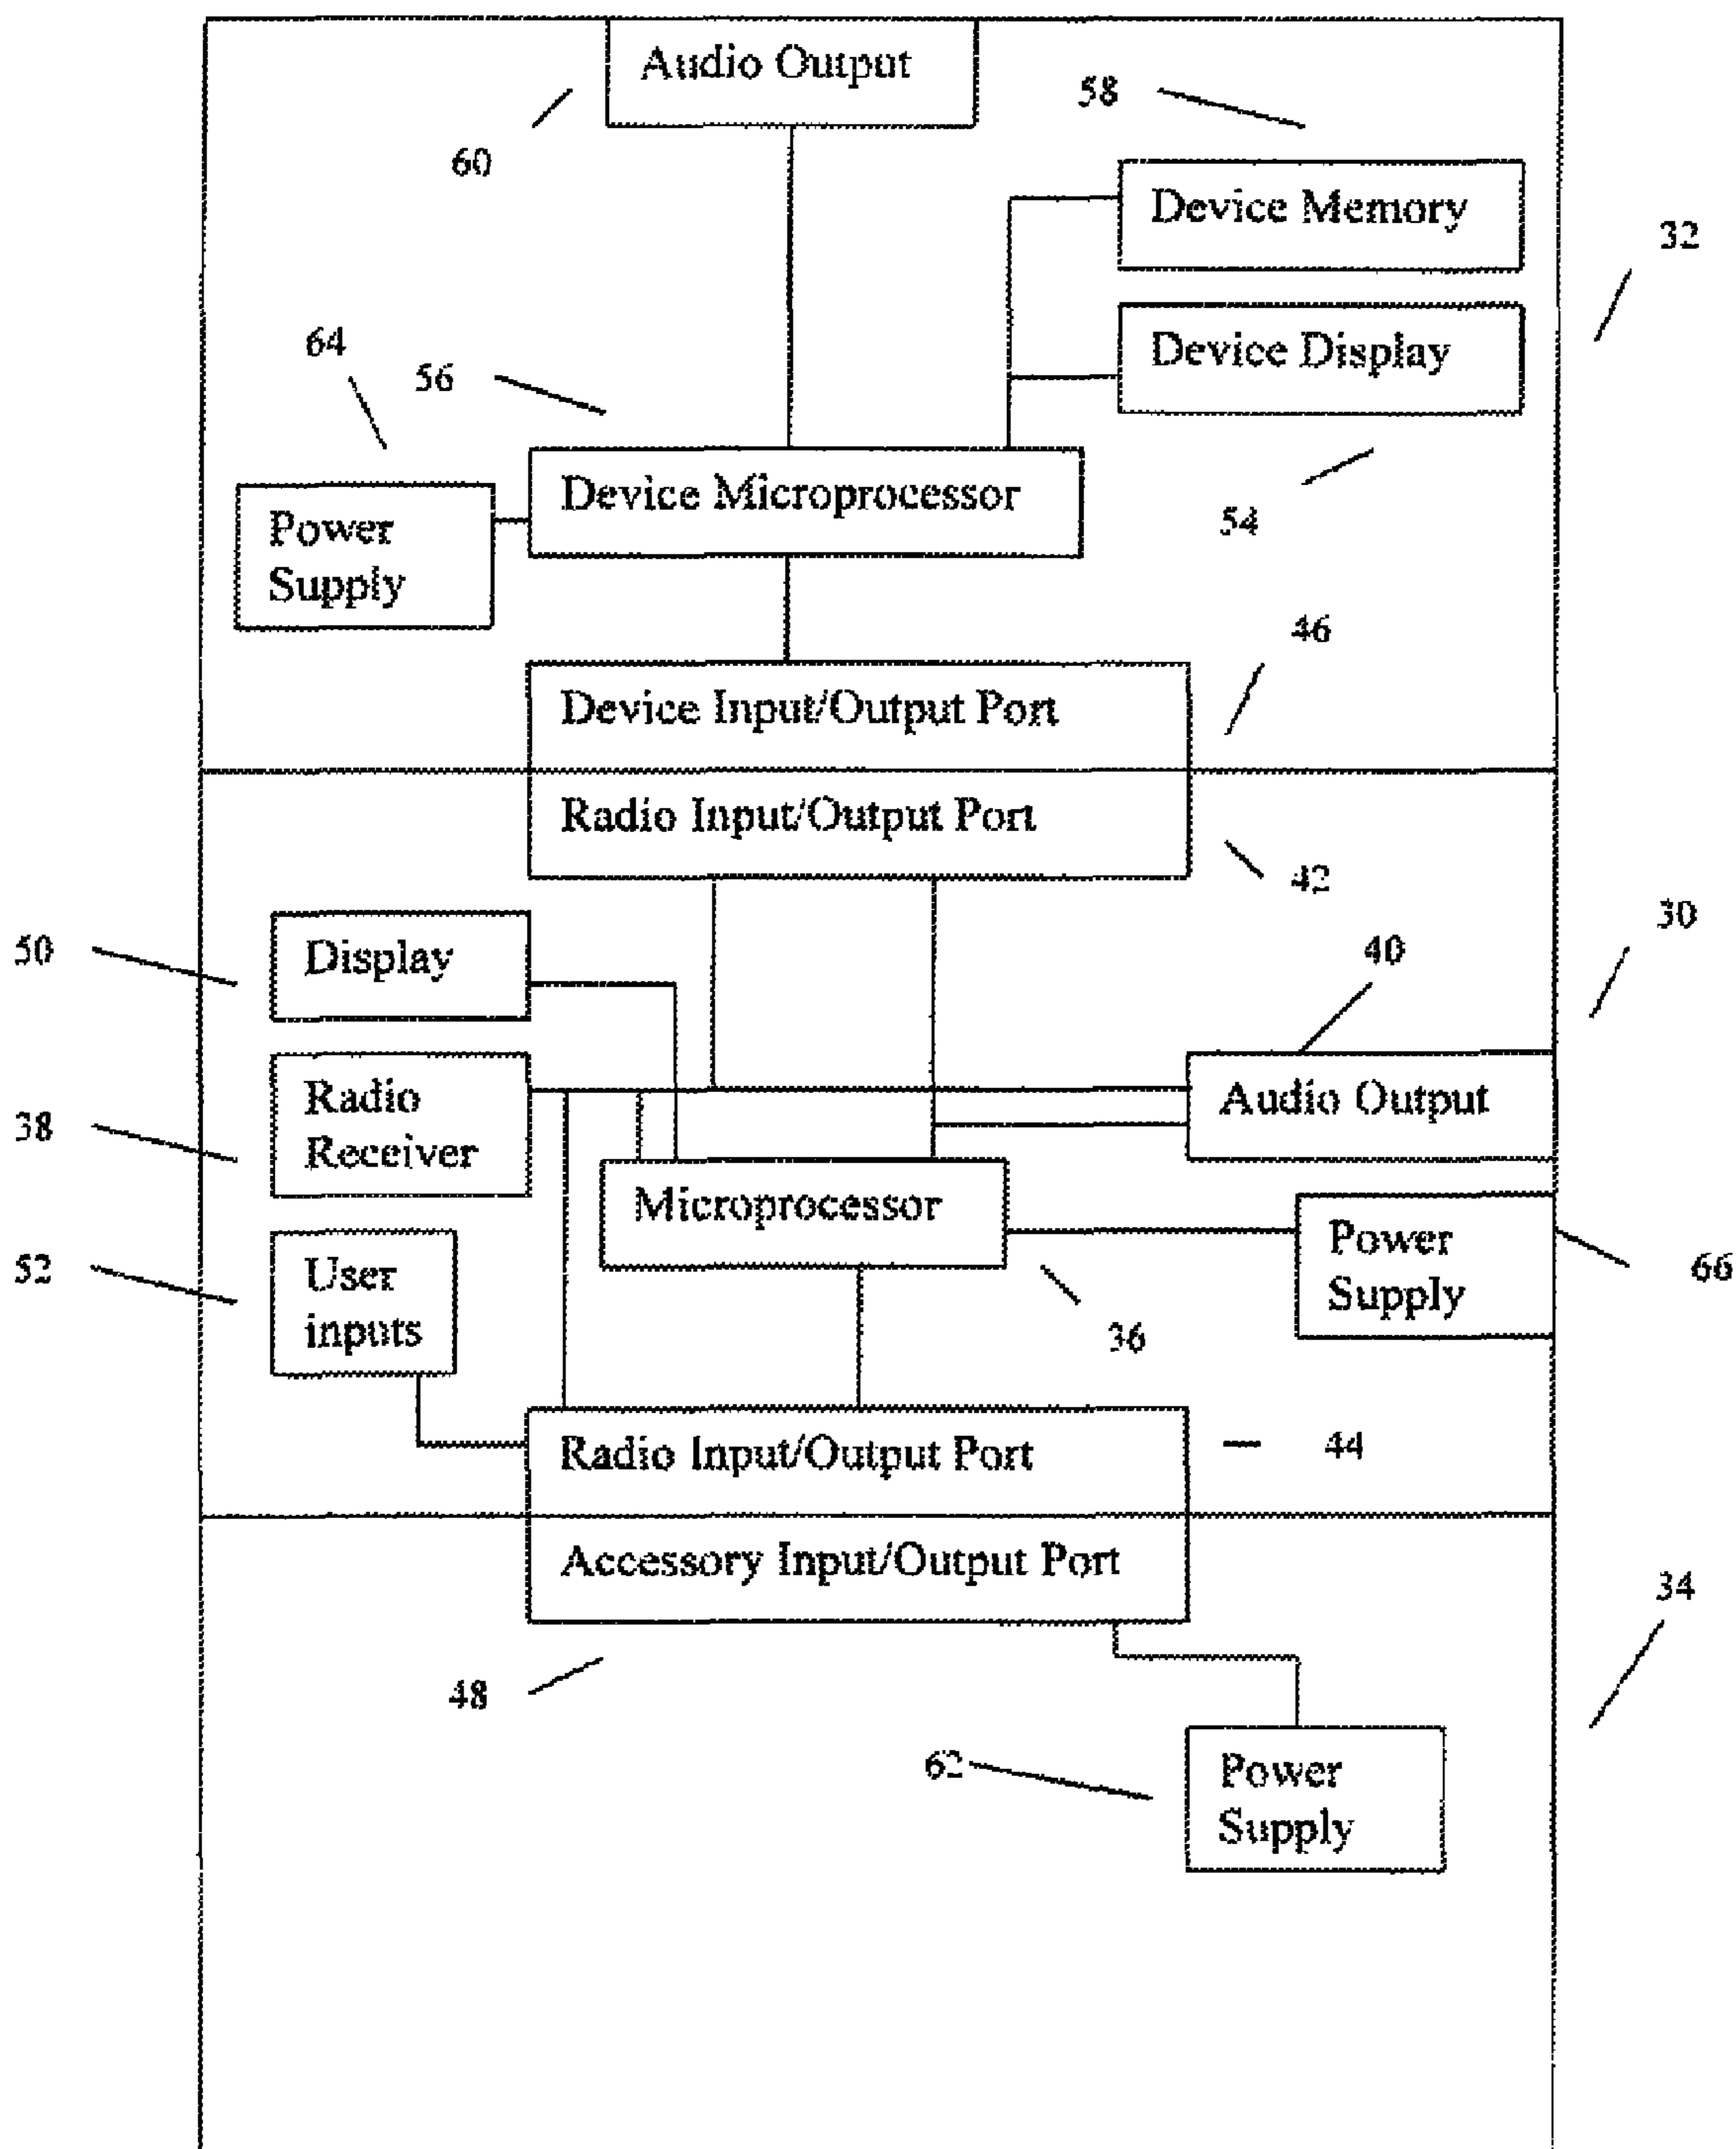 Audio Output
58
60
Device Memory
32
Device Display
64
56
Device Microprocessor
54
Power
Supply
46
Device Input/Output Port
Radio Input/Output Port
42
30
50
Display
40
Radio
Receiver
38
Audio Output
Microprocessor
Power
Supply
66
52
User
inputs
36
Radio Input/Output Port
44
Accessory Input/Output Port
34
48
62
Power
Supply